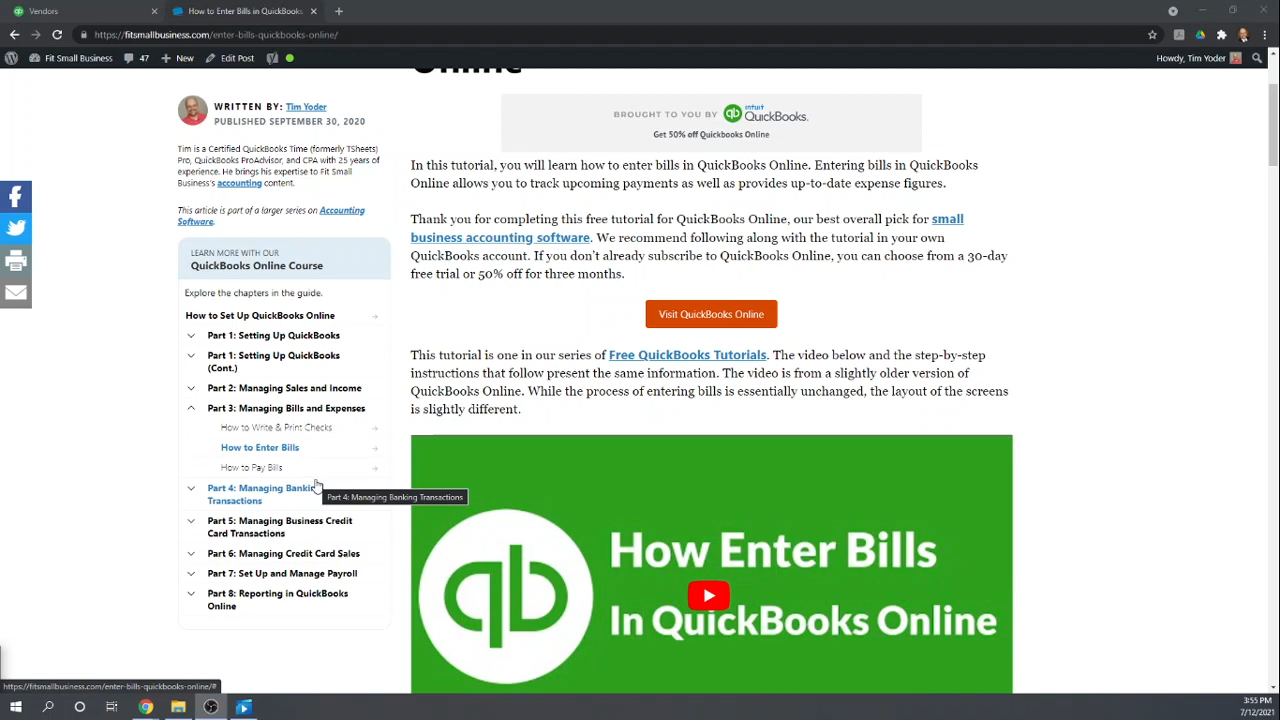 Vendors
How to Enter Bills in QuickBooks
https://fitsmallbusiness.com/enter-bills-quickbooks-online/
Fit Small Business
47
New
Edit Post
Howdy, Tim Yoder
Online
WRITTEN BY: Tim Yoder
PUBLISHED SEPTEMBER 30, 2020
Tim is a Certified QuickBooks Time (formerly TSheets)
Pro, QuickBooks ProAdvisor, and CPA with 25 years of
experience. He brings his expertise to Fit Small
Business's accounting content.
This article is part of a larger series on Accounting
Software.
LEARN MORE WITH OUR
QuickBooks Online Course
Explore the chapters in the guide.
How to Set Up QuickBooks Online
Part 1: Setting Up QuickBooks
Part 1: Setting Up QuickBooks
(Cont.)
Part 2: Managing Sales and Income
Part 3: Managing Bills and Expenses
How to Write & Print Checks
How to Enter Bills
How to Pay Bills
Part 4: Managing Banking
Transactions
Part 4: Managing Banking Transactions
Part 5: Managing Business Credit
Card Transactions
Part 6: Managing Credit Card Sales
Part 7: Set Up and Manage Payroll
Part 8: Reporting in QuickBooks
Online
BROUGHT TO YOU BY qb intuit QuickBooks.
Get 50% off Quickbooks Online
In this tutorial, you will learn how to enter bills in QuickBooks Online. Entering bills in QuickBooks
Online allows you to track upcoming payments as well as provides up-to-date expense figures.
Thank you for completing this free tutorial for QuickBooks Online, our best overall pick for small
business accounting software. We recommend following along with the tutorial in your own
QuickBooks account. If you don't already subscribe to QuickBooks Online, you can choose from a 30-day
free trial or 50% off for three months.
Visit QuickBooks Online
This tutorial is one in our series of Free QuickBooks Tutorials. The video below and the step-by-step
instructions that follow present the same information. The video is from a slightly older version of
QuickBooks Online. While the process of entering bills is essentially unchanged, the layout of the screens
is slightly different.
qb
How Enter Bills
In QuickBooks Online
https://fitsmallbusiness.com/enter-bills-quickbooks-online/#
3:55 PM
7/12/2021